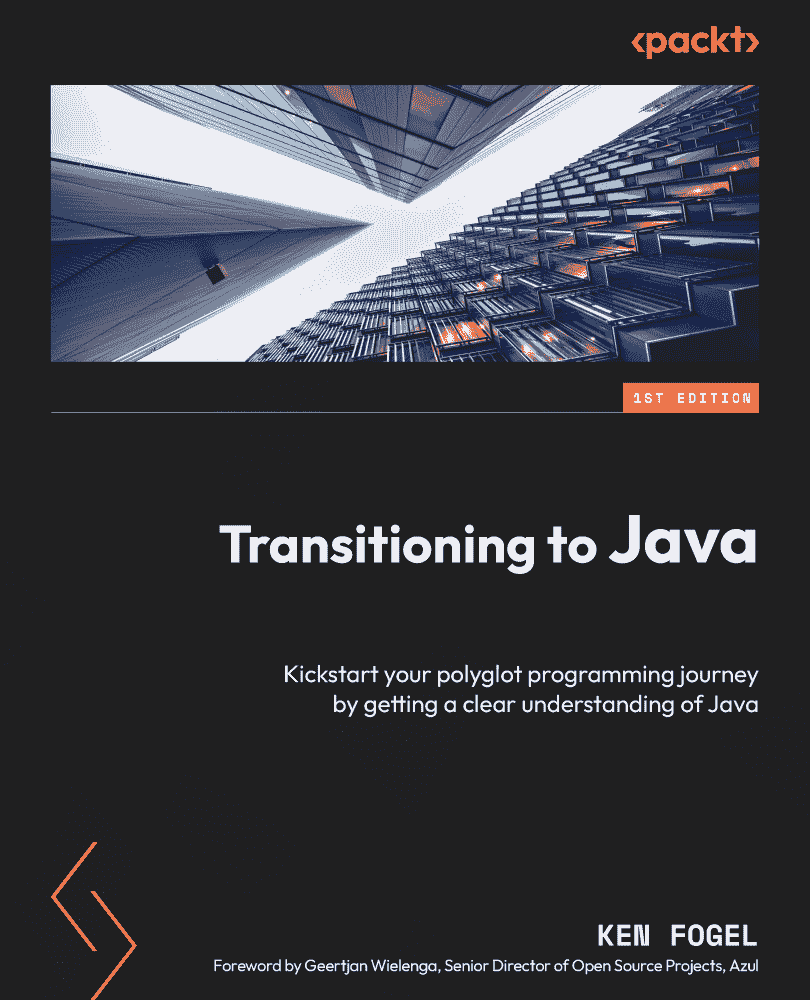 <packt>
1ST EDITION
Transitioning to Java
Kickstart your polyglot programming journey
by getting a clear understanding of Java
KEN FOGEL
Foreword by Geertjan Wielenga, Senior Director of Open Source Projects, Azul